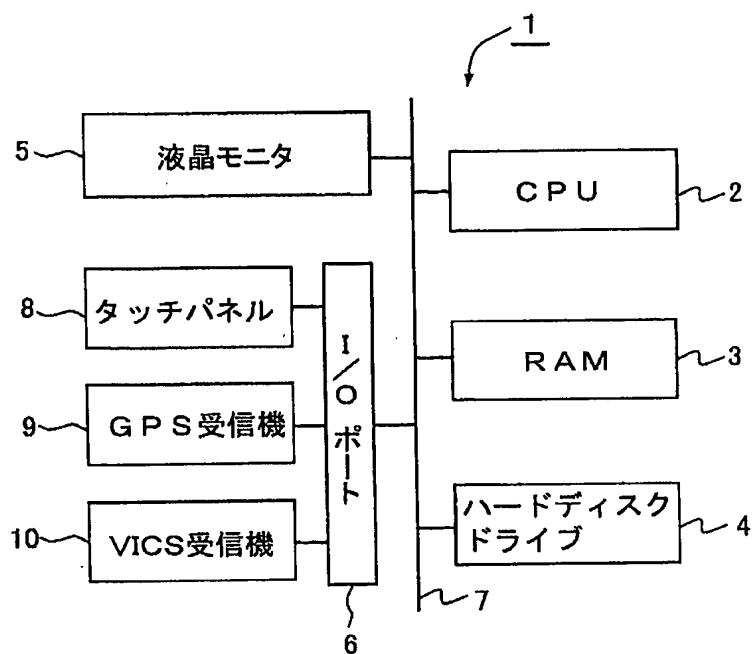 1
5
液晶モニタ
CPU
2
8
タッチパネル
I/Oポート
RAM
3
9
GPS受信機
10
VICS受信機
ハードディスク
ドライブ
4
6
7